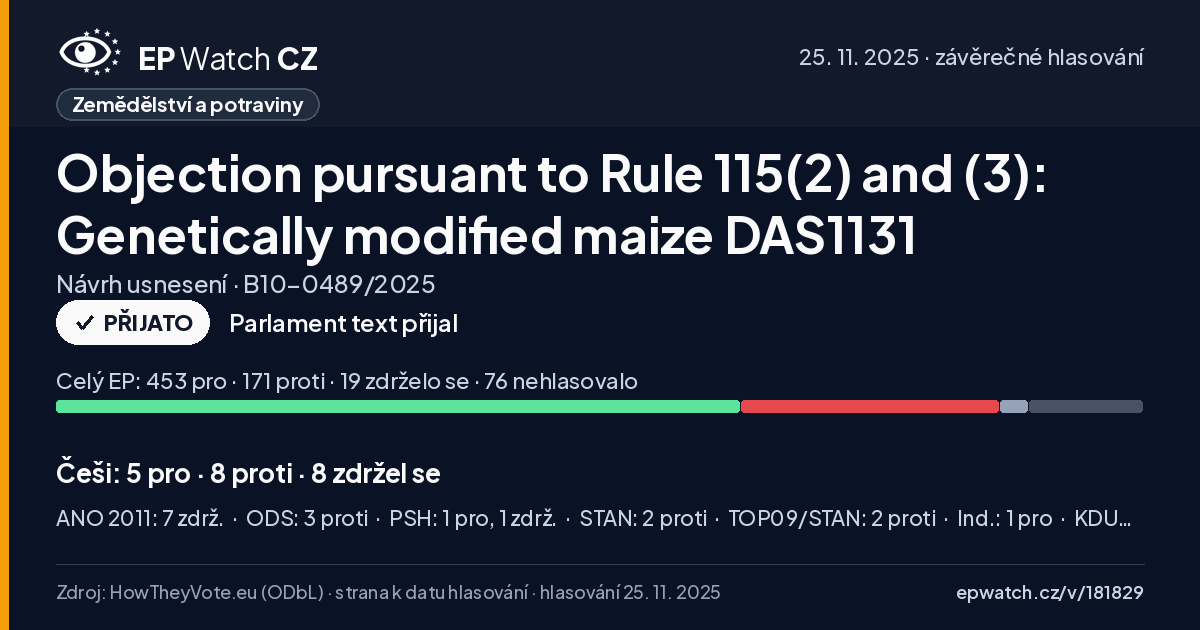 EP Watch CZ
25. 11. 2025 · závěrečné hlasování
Zemědělství a potraviny
Objection pursuant to Rule 115(2) and (3):
Genetically modified maize DAS1131
Návrh usnesení · B10–0489/2025
✓ PŘIJATO
Parlament text přijal
Celý EP: 453 pro · 171 proti · 19 zdrželo se · 76 nehlasovalo
Češi: 5 pro · 8 proti · 8 zdržel se
ANO 2011: 7 zdrž. · ODS: 3 proti · PSH: 1 pro, 1 zdrž. · STAN: 2 proti · TOP09/STAN: 2 proti · Ind.: 1 pro · KDU…
Zdroj: HowTheyVote.eu (ODbL) · strana k datu hlasování · hlasování 25. 11. 2025
epwatch.cz/v/181829